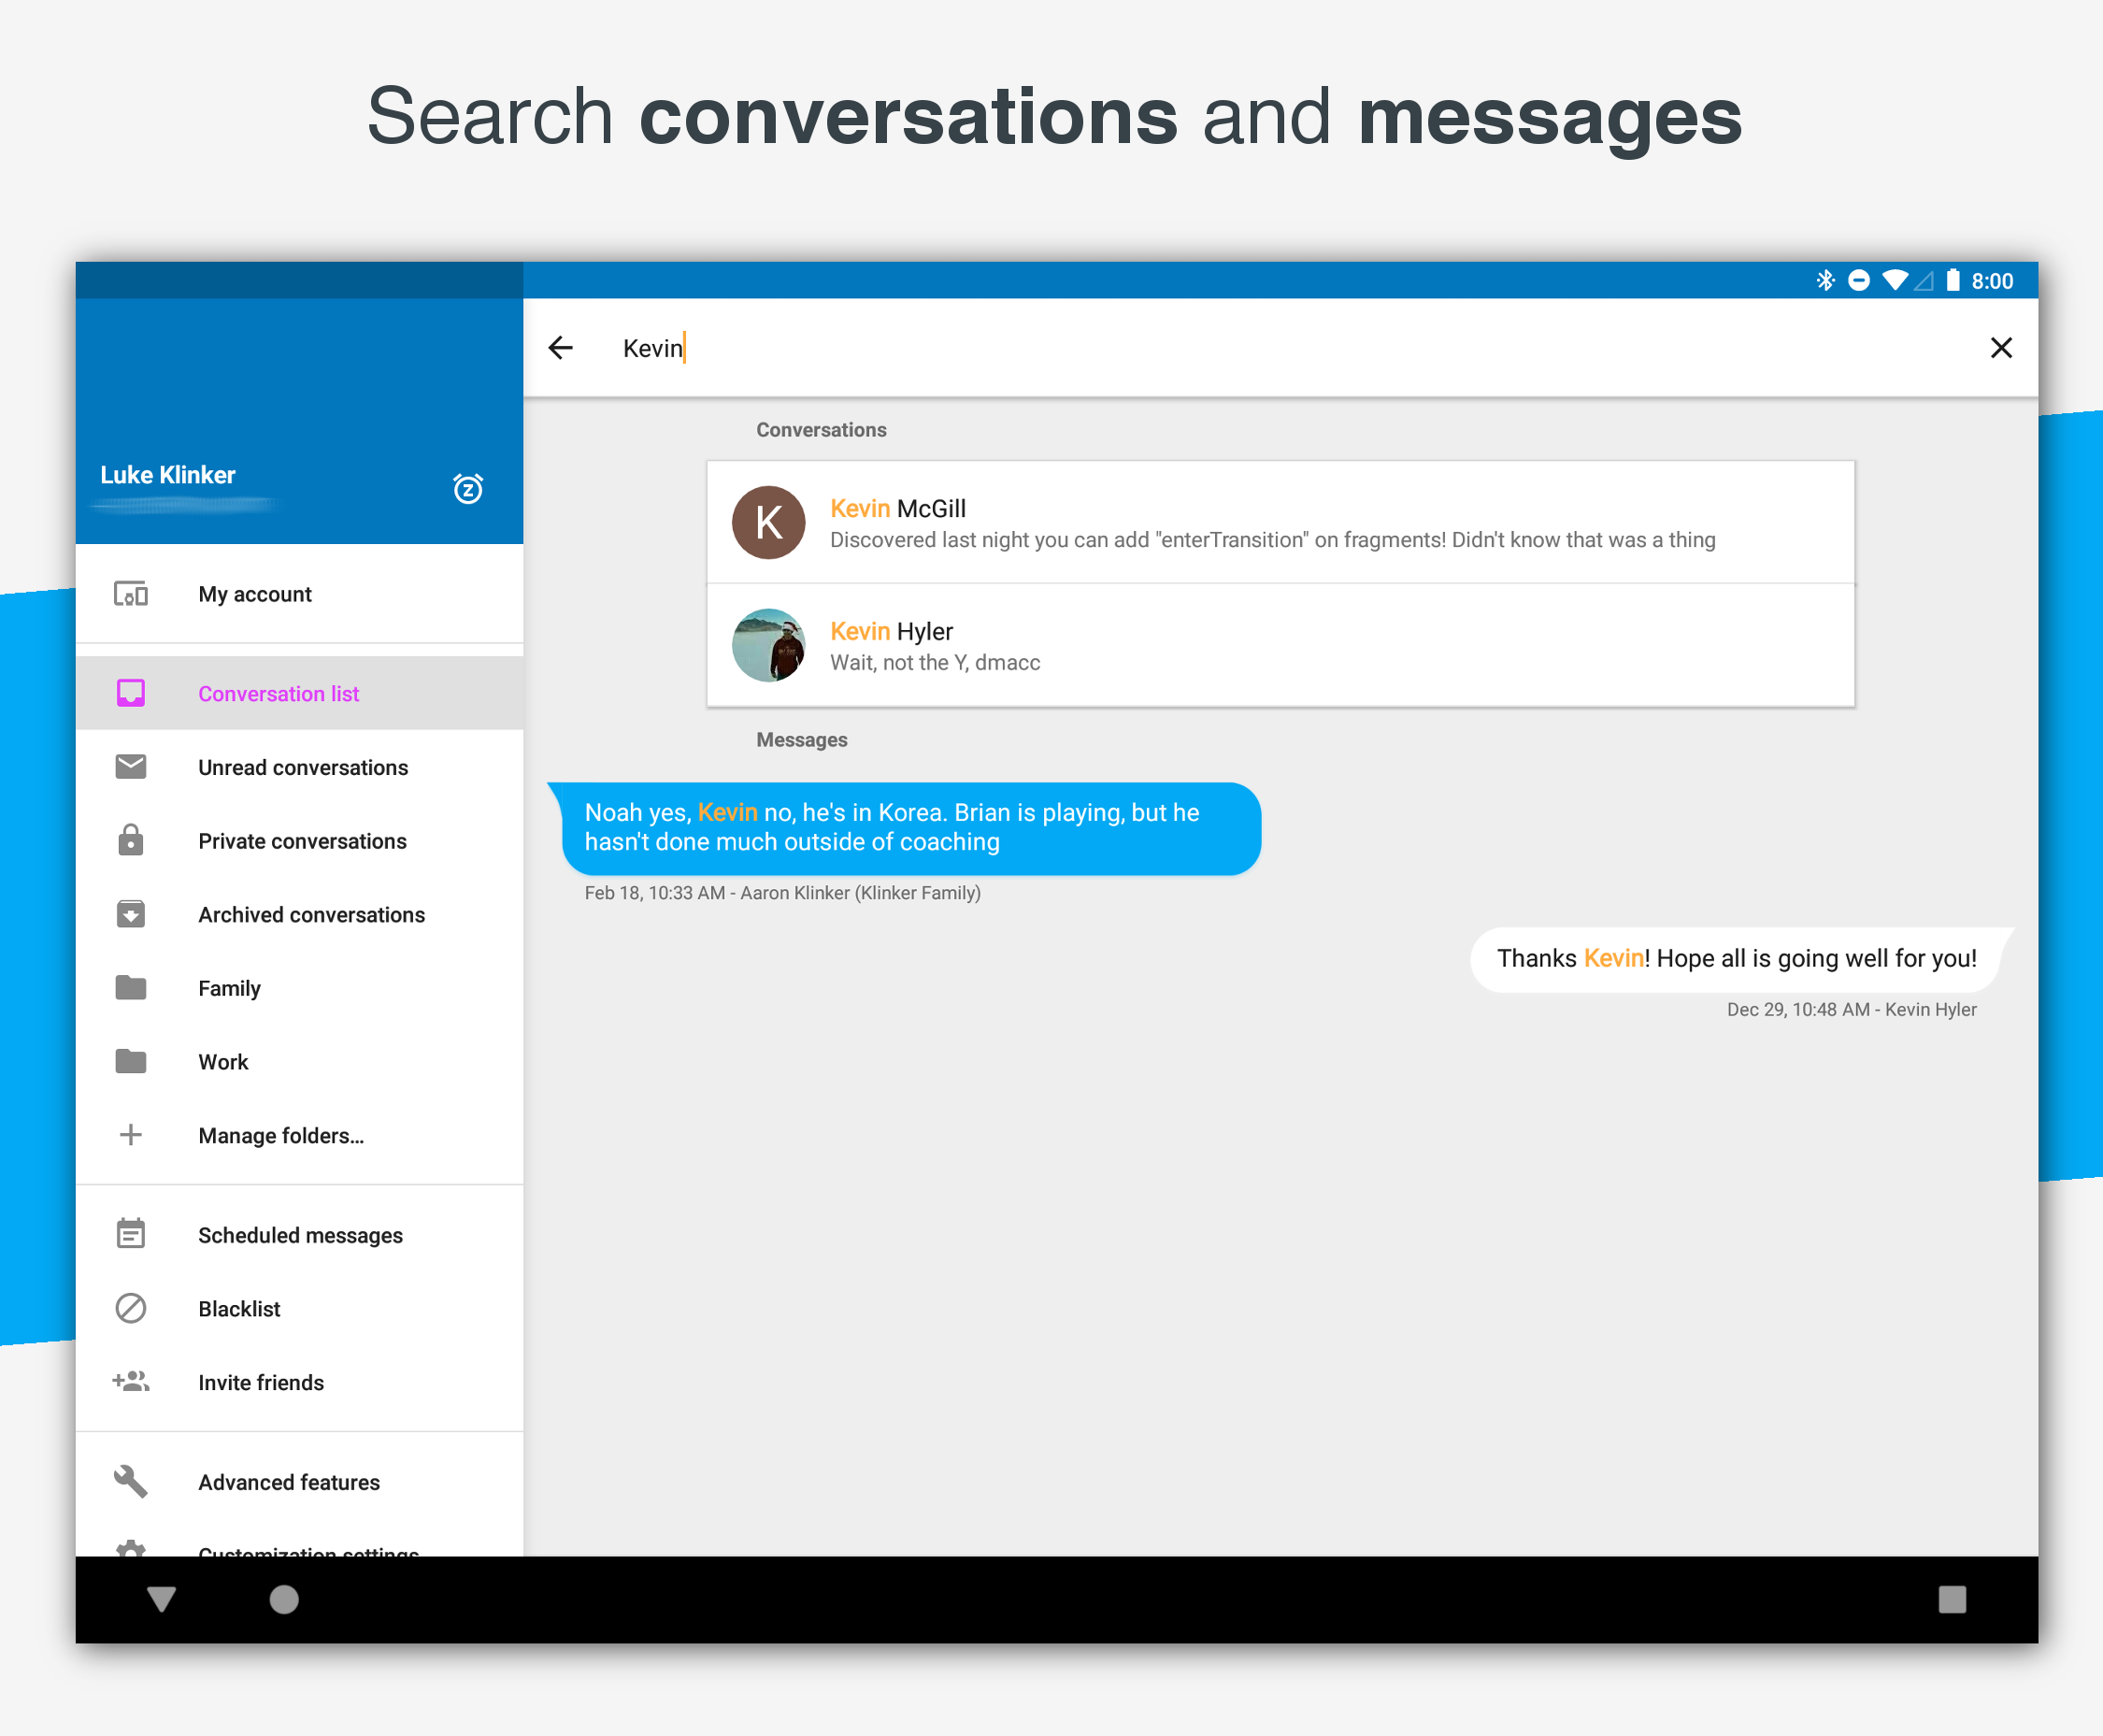 Search conversations and messages
8:00
Luke Klinker
My account
Conversation list
Unread conversations
Private conversations
Archived conversations
Family
Work
Manage folders...
Scheduled messages
Blacklist
Invite friends
Advanced features
Customization settings
Kevin
Conversations
K
Kevin McGill
Discovered last night you can add "enterTransition" on fragments! Didn't know that was a thing
Kevin Hyler
Wait, not the Y, dmacc
Messages
Noah yes, Kevin no, he's in Korea. Brian is playing, but he
hasn't done much outside of coaching
Feb 18, 10:33 AM - Aaron Klinker (Klinker Family)
Thanks Kevin! Hope all is going well for you!
Dec 29, 10:48 AM - Kevin Hyler